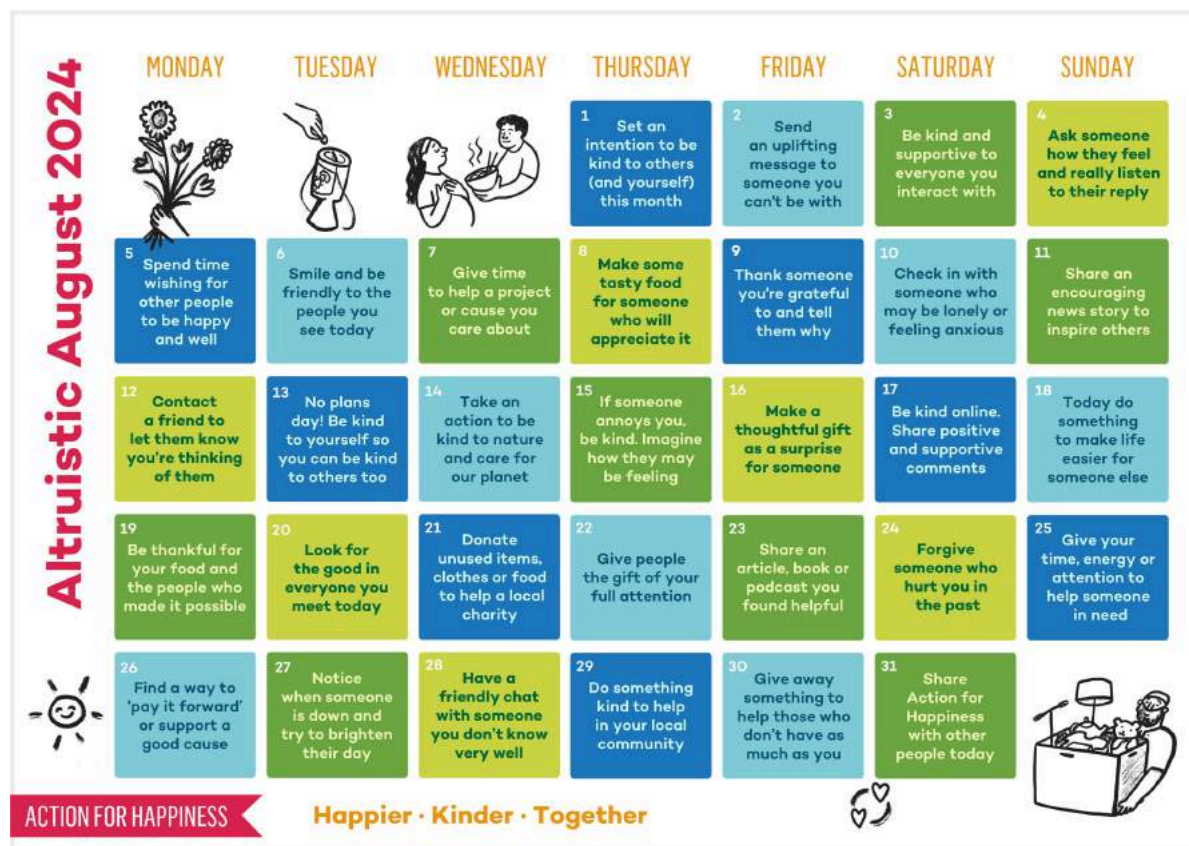 Altruistic August 2024
MONDAY
TUESDAY
WEDNESDAY
THURSDAY
FRIDAY
SATURDAY
SUNDAY
1
Set an
intention to be
kind to others
(and yourself)
this month
2
Send
an uplifting
message to
someone you
can't be with
3
Be kind and
supportive to
everyone you
interact with
4
Ask someone
how they feel
and really listen
to their reply
5
Spend time
wishing for
other people
to be happy
and well
6
Smile and be
friendly to the
people you
see today
7
Give time
to help a project
or cause you
care about
8
Make some
tasty food
for someone
who will
appreciate it
9
Thank someone
you're grateful
to and tell
them why
10
Check in with
someone who
may be lonely or
feeling anxious
11
Share an
encouraging
news story to
inspire others
12
Contact
a friend to
let them know
you're thinking
of them
13
No plans
day! Be kind
to yourself so
you can be kind
to others too
14
Take an
action to be
kind to nature
and care for
our planet
15
If someone
annoys you,
be kind. Imagine
how they may
be feeling
16
Make a
thoughtful gift
as a surprise
for someone
17
Be kind online.
Share positive
and supportive
comments
18
Today do
something
to make life
easier for
someone else
19
Be thankful for
your food and
the people who
made it possible
20
Look for
the good in
everyone you
meet today
21
Donate
unused items,
clothes or food
to help a local
charity
22
Give people
the gift of your
full attention
23
Share an
article, book or
podcast you
found helpful
24
Forgive
someone who
hurt you in
the past
25
Give your
time, energy or
attention to
help someone
in need
26
Find a way to
'pay it forward'
or support a
good cause
27
Notice
when someone
is down and
try to brighten
their day
28
Have a
friendly chat
with someone
you don't know
very well
29
Do something
kind to help
in your local
community
30
Give away
something to
help those who
don't have as
much as you
31
Share
Action for
Happiness
with other
people today
ACTION FOR HAPPINESS
Happier · Kinder · Together